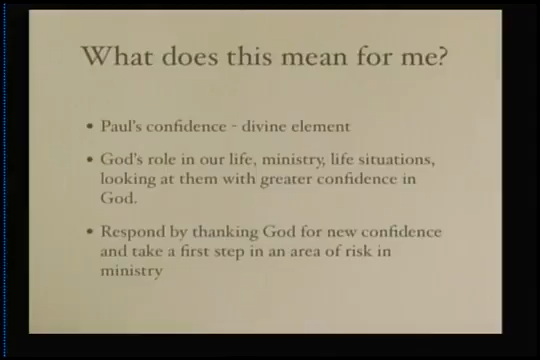 What does this mean for me?
• Paul's confidence - divine element
• God's role in our life, ministry, life situations,
looking at them with greater confidence in
God.
• Respond by thanking God for new confidence
and take a first step in an area of risk in
ministry